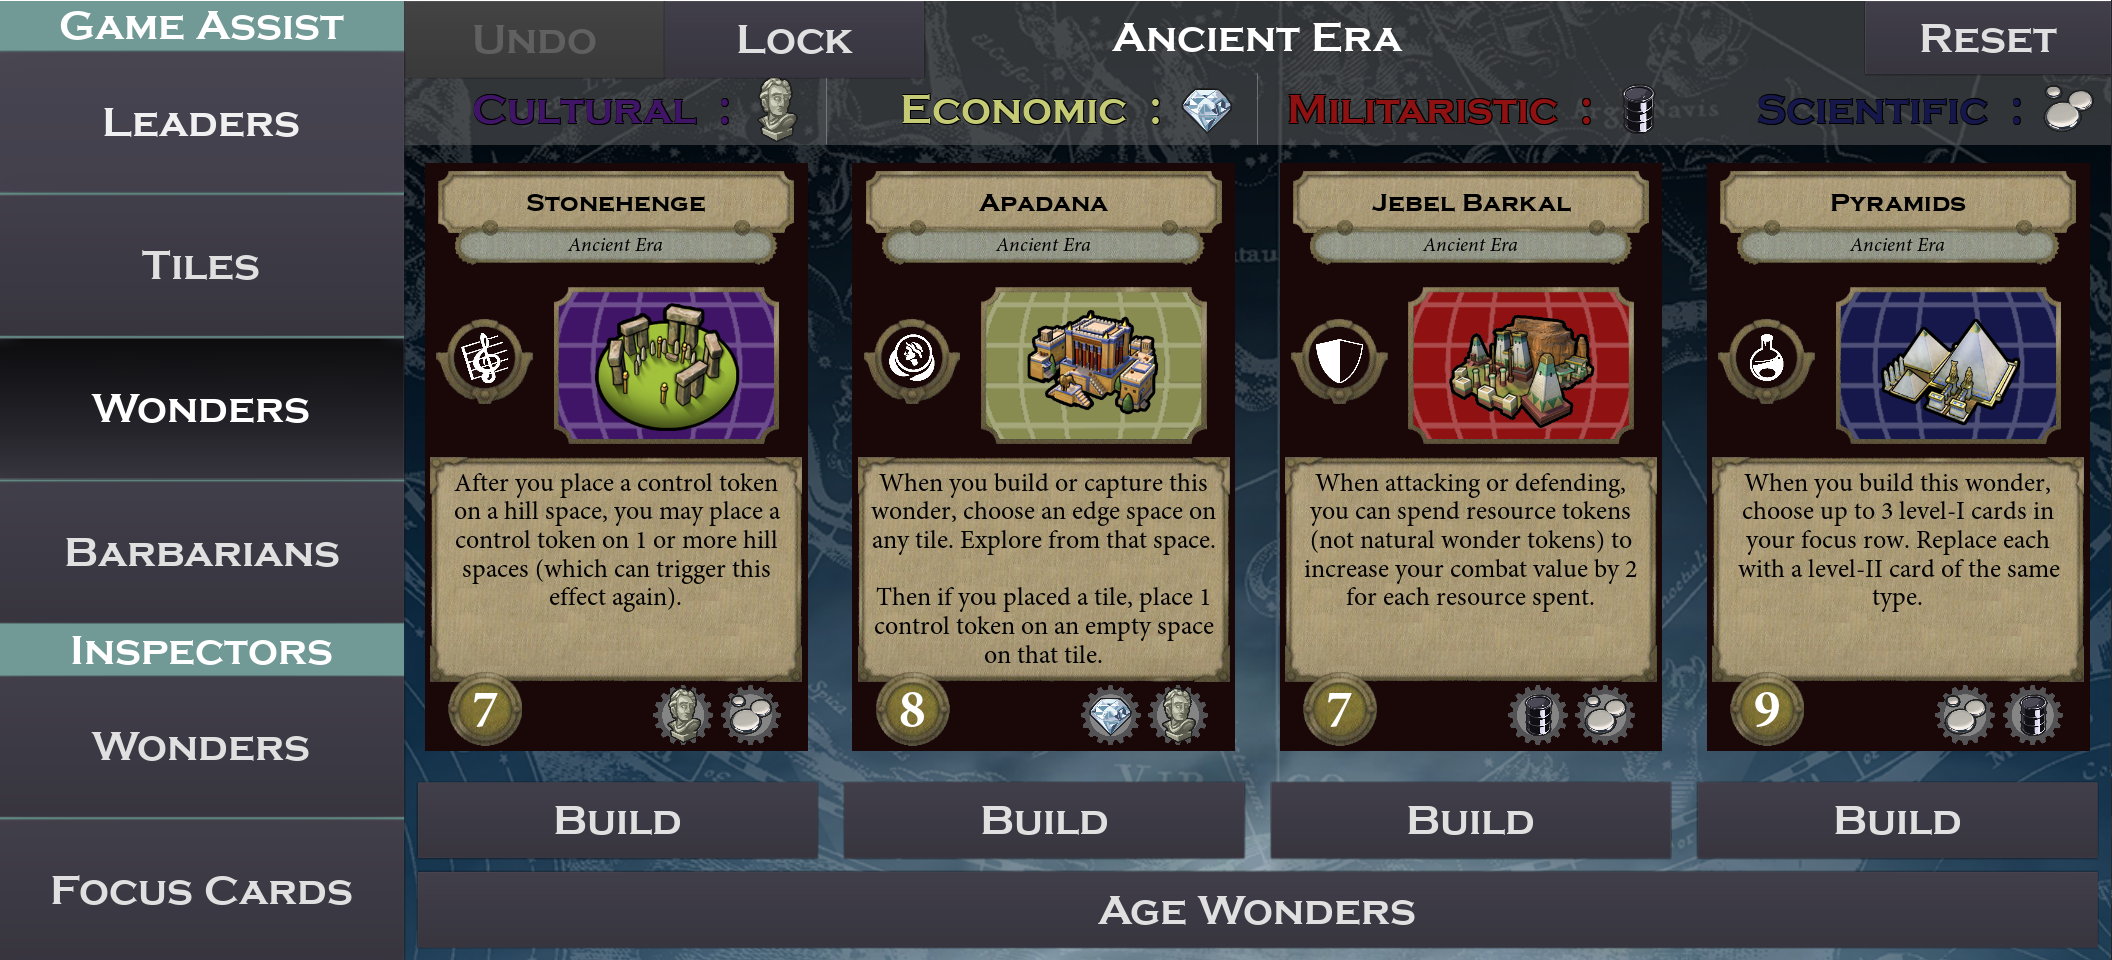 GAME ASSIST
LEADERS
TILES
WONDERS
BARBARIANS
INSPECTORS
WONDERS
FOCUS CARDS
UNDO
LOCK
ANCIENT ERA
RESET
CULTURAL :
ECONOMIC :
MILITARISTIC :
SCIENTIFIC :
STONEHENGE
Ancient Era
After you place a control token
on a hill space, you may place a
control token on 1 or more hill
spaces (which can trigger this
effect again).
7
BUILD
APADANA
Ancient Era
When you build or capture this
wonder, choose an edge space on
any tile. Explore from that space.
Then if you placed a tile, place 1
control token on an empty space
on that tile.
8
BUILD
JEBEL BARKAL
Ancient Era
When attacking or defending,
you can spend resource tokens
(not natural wonder tokens) to
increase your combat value by 2
for each resource spent.
7
BUILD
PYRAMIDS
Ancient Era
When you build this wonder,
choose up to 3 level-I cards in
your focus row. Replace each
with a level-II card of the same
type.
9
BUILD
AGE WONDERS